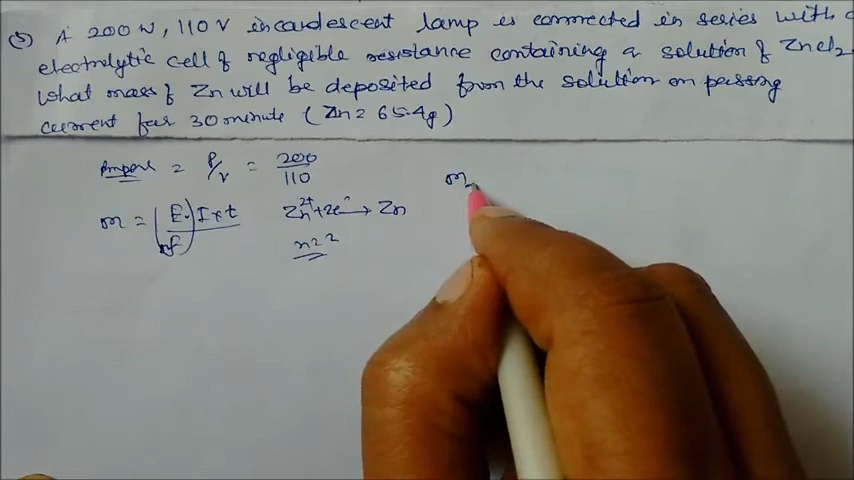 (5) A 200 W, 110 V incandescent lamp is connected in series with a
electrolytic cell of negligible resistance containing a solution of ZnCl2.
What mass of Zn will be deposited from the solution on passing
current for 30 minute (Zn = 65.4g)
Ampere = P/V = 200/110
m = (E/nf) I × t Zn2+ + 2e- → Zn m
n = 2